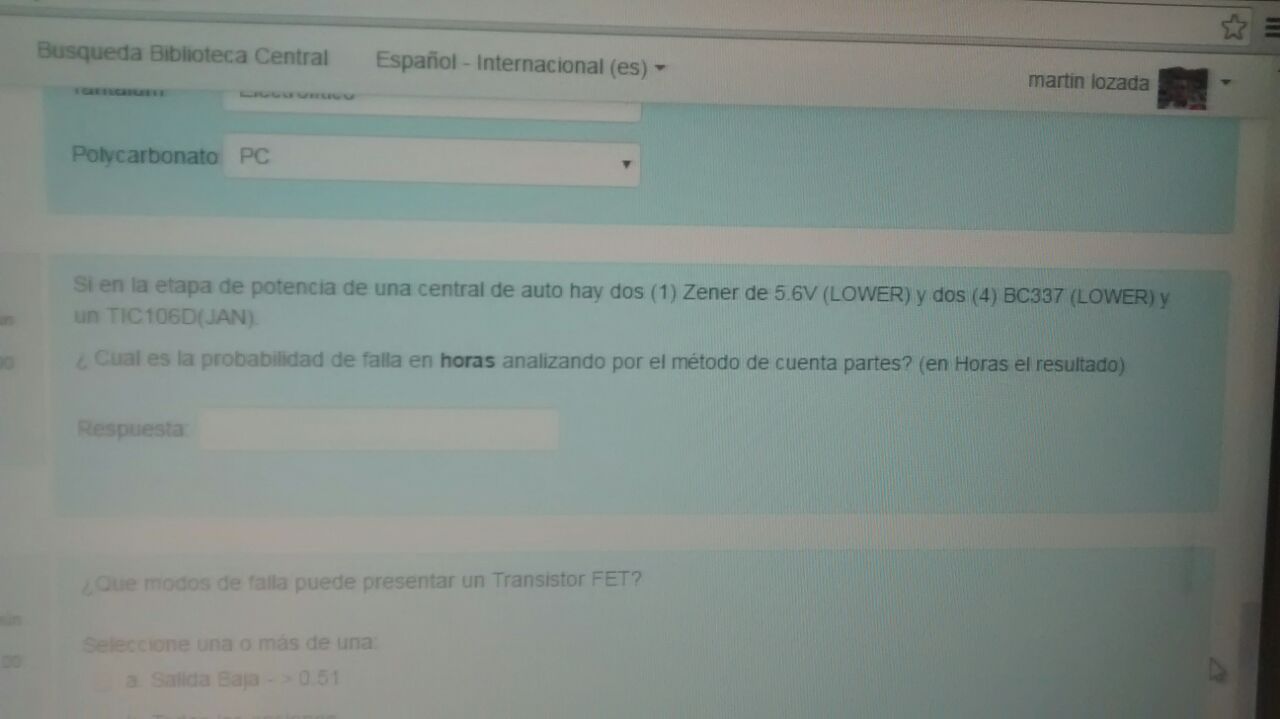 Busqueda Biblioteca Central Español - Internacional (es) martin lozada
Tantalum Electrolitico
Polycarbonato PC
Si en la etapa de potencia de una central de auto hay dos (1) Zener de 5.6V (LOWER) y dos (4) BC337 (LOWER) y
un TIC106D(JAN).
¿ Cual es la probabilidad de falla en horas analizando por el método de cuenta partes? (en Horas el resultado)
Respuesta:
¿Que modos de falla puede presentar un Transistor FET?
Seleccione una o más de una:
a. Salida Baja - > 0.51